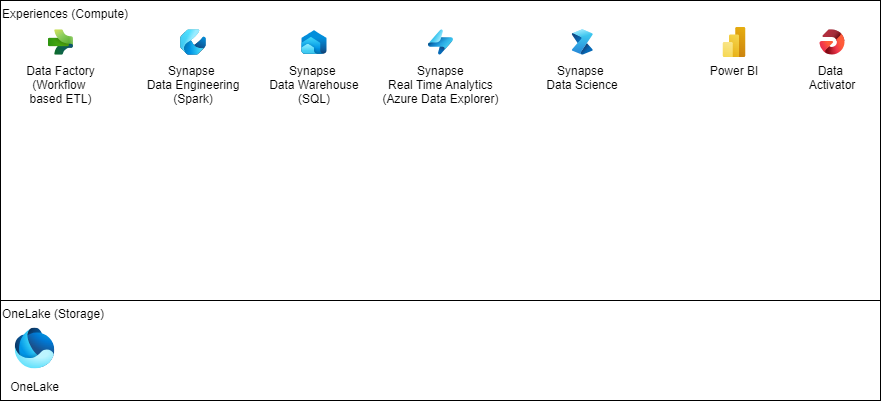 Experiences (Compute)
Data Factory
(Workflow
based ETL)
Synapse
Data Engineering
(Spark)
Synapse
Data Warehouse
(SQL)
Synapse
Real Time Analytics
(Azure Data Explorer)
Synapse
Data Science
Power BI
Data
Activator
OneLake (Storage)
OneLake